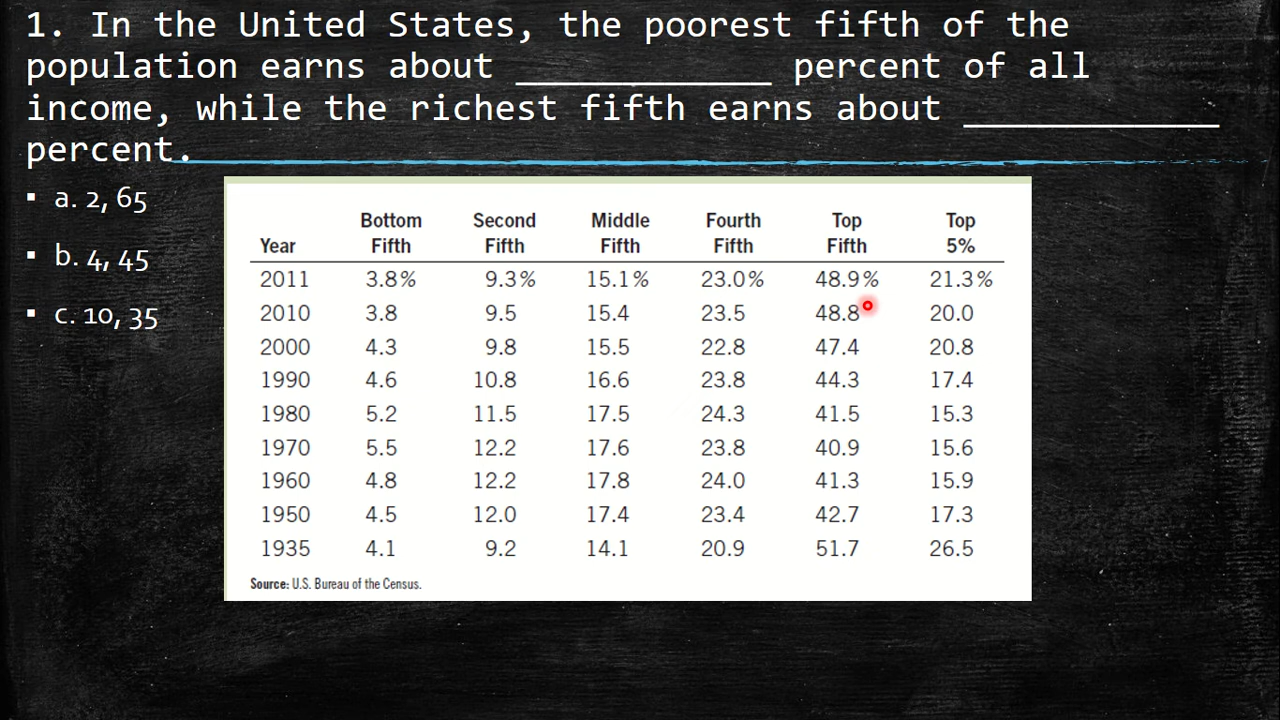 1. In the United States, the poorest fifth of the
population earns about ____________ percent of all
income, while the richest fifth earns about ____________
percent.
▪ a. 2, 65
▪ b. 4, 45
▪ c. 10, 35
Bottom Second Middle Fourth Top Top
Year Fifth Fifth Fifth Fifth Fifth 5%
2011 3.8% 9.3% 15.1% 23.0% 48.9% 21.3%
2010 3.8 9.5 15.4 23.5 48.8 20.0
2000 4.3 9.8 15.5 22.8 47.4 20.8
1990 4.6 10.8 16.6 23.8 44.3 17.4
1980 5.2 11.5 17.5 24.3 41.5 15.3
1970 5.5 12.2 17.6 23.8 40.9 15.6
1960 4.8 12.2 17.8 24.0 41.3 15.9
1950 4.5 12.0 17.4 23.4 42.7 17.3
1935 4.1 9.2 14.1 20.9 51.7 26.5
Source: U.S. Bureau of the Census.